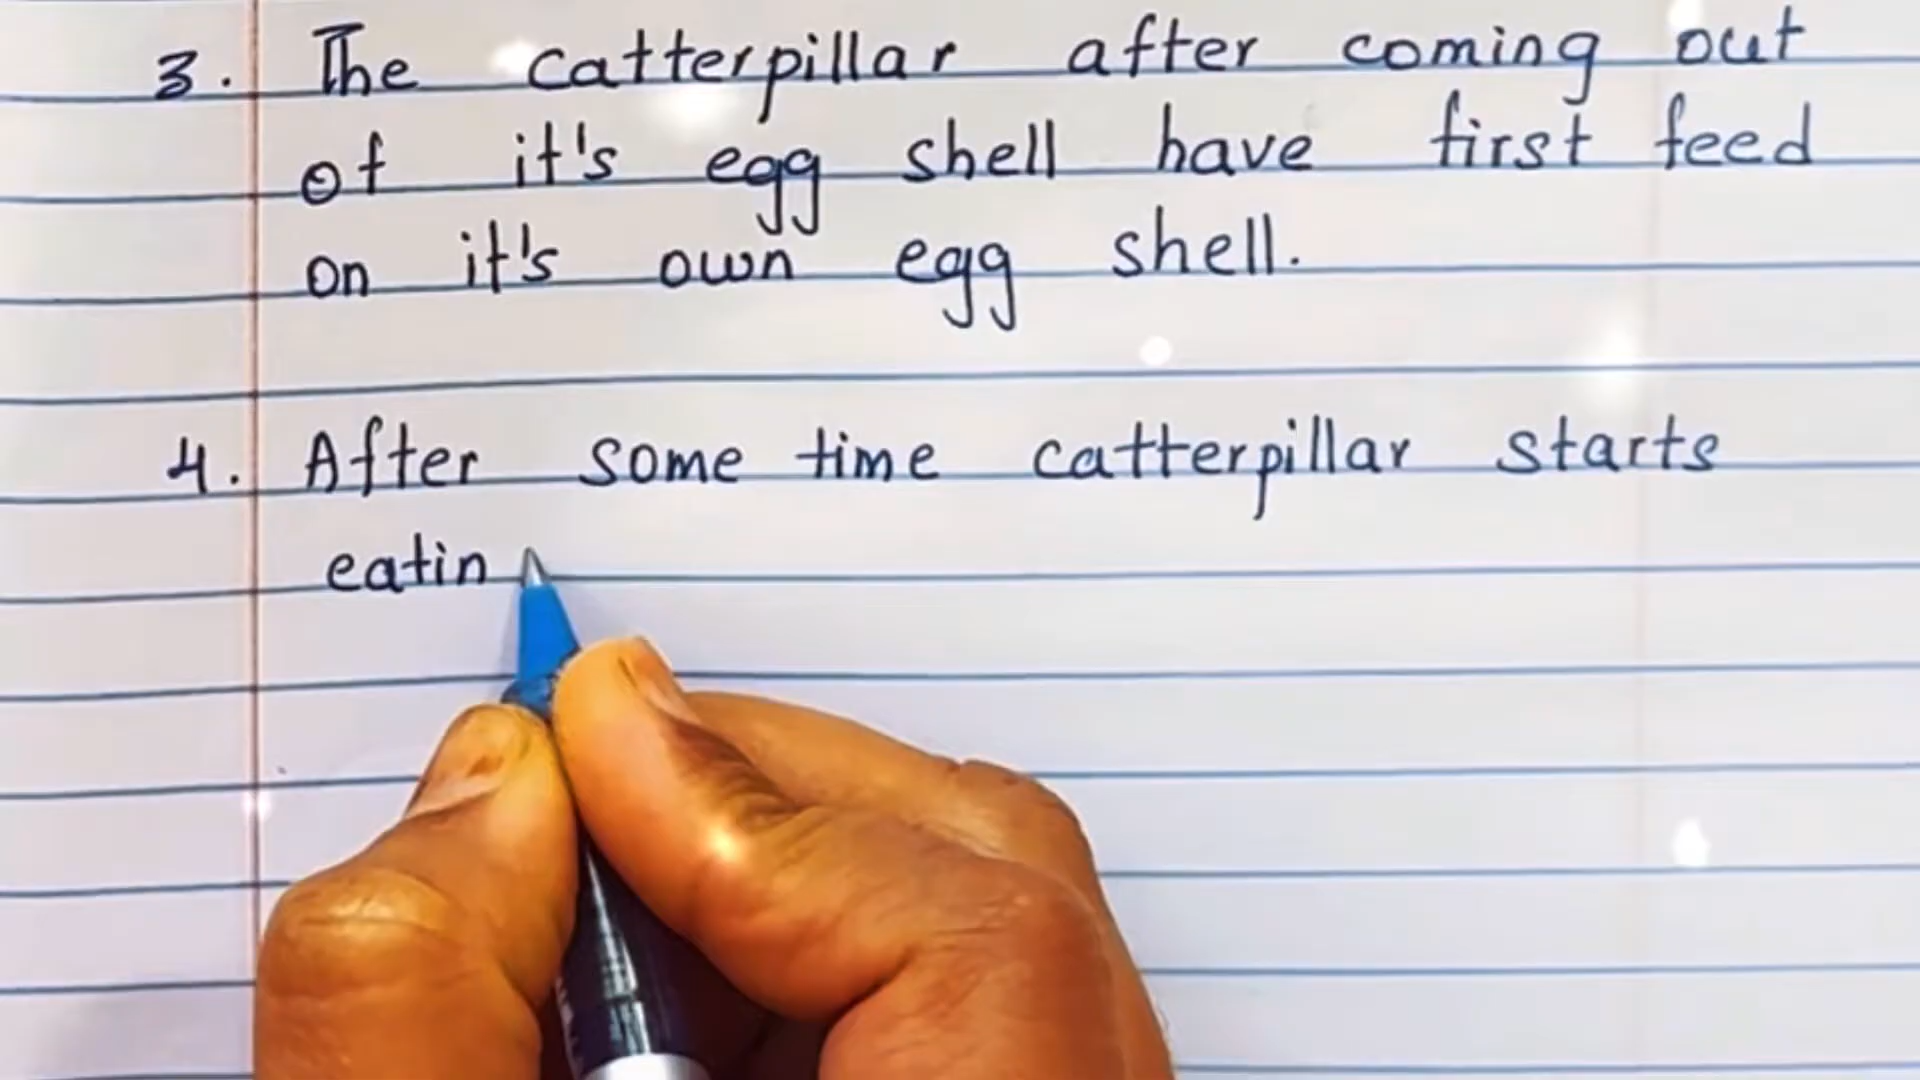 3. The catterpillar after coming out
of it's egg shell have first feed
on it's own egg shell.
4. After some time catterpillar starts
eatin